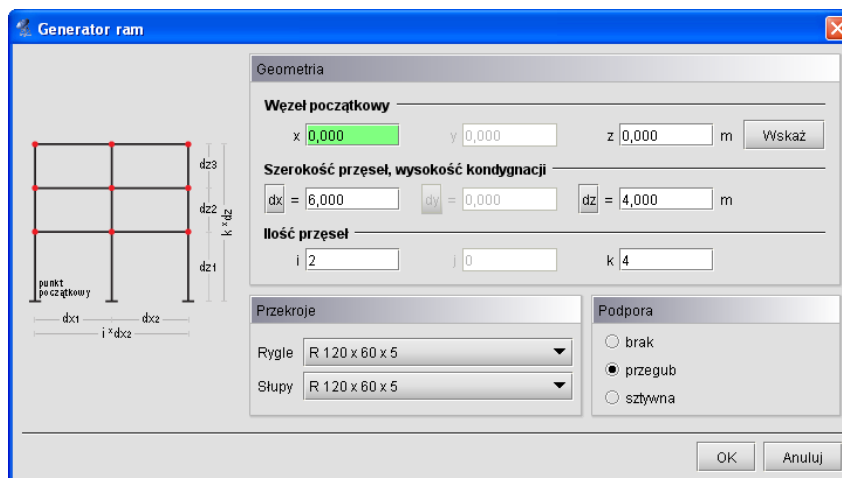 Generator ram
Geometria
Węzeł początkowy
x 0,000 y 0,000 z 0,000 m Wskaż
Szerokość przęseł, wysokość kondygnacji
dx = 6,000 dy = 0,000 dz = 4,000 m
Ilość przęseł
i 2 j 0 k 4
dz3
dz2
k x dz
dz1
punkt
początkowy
dx1 dx2
i x dx2
Przekroje
Rygle R 120 x 60 x 5
Słupy R 120 x 60 x 5
Podpora
brak
przegub
sztywna
OK Anuluj